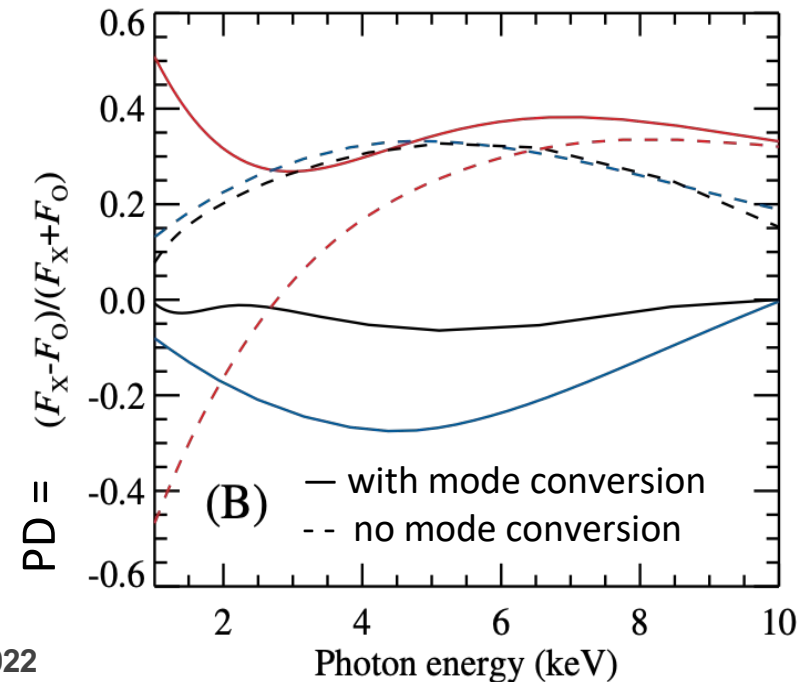 0.6
0.4
0.2
0.0
-0.2
-0.4
-0.6
PD = (F_X-F_O)/(F_X+F_O)
(B)
— with mode conversion
- - no mode conversion
2 4 6 8 10
Photon energy (keV)
022